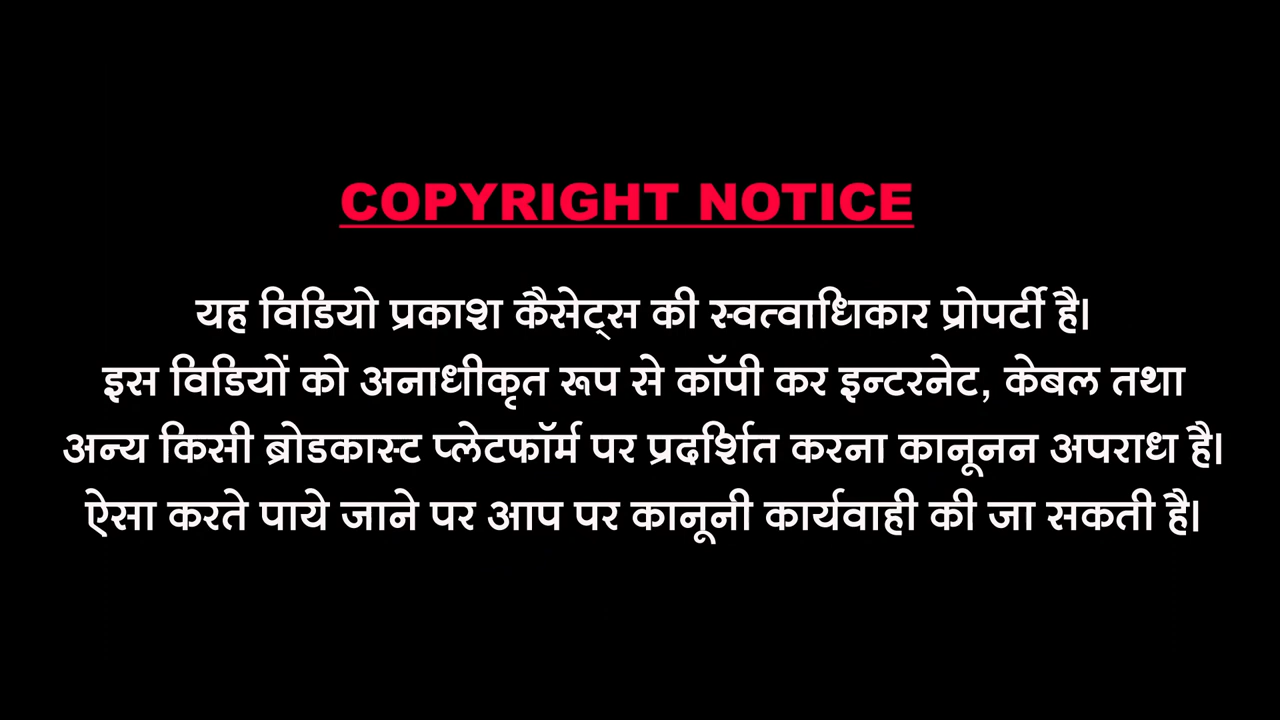 COPYRIGHT NOTICE
यह विडियो प्रकाश कैसेट्स की स्वत्वाधिकार प्रोपर्टी है।
इस विडियों को अनाधीकृत रूप से कॉपी कर इन्टरनेट, केबल तथा
अन्य किसी ब्रोडकास्ट प्लेटफॉर्म पर प्रदर्शित करना कानूनन अपराध है।
ऐसा करते पाये जाने पर आप पर कानूनी कार्यवाही की जा सकती है।